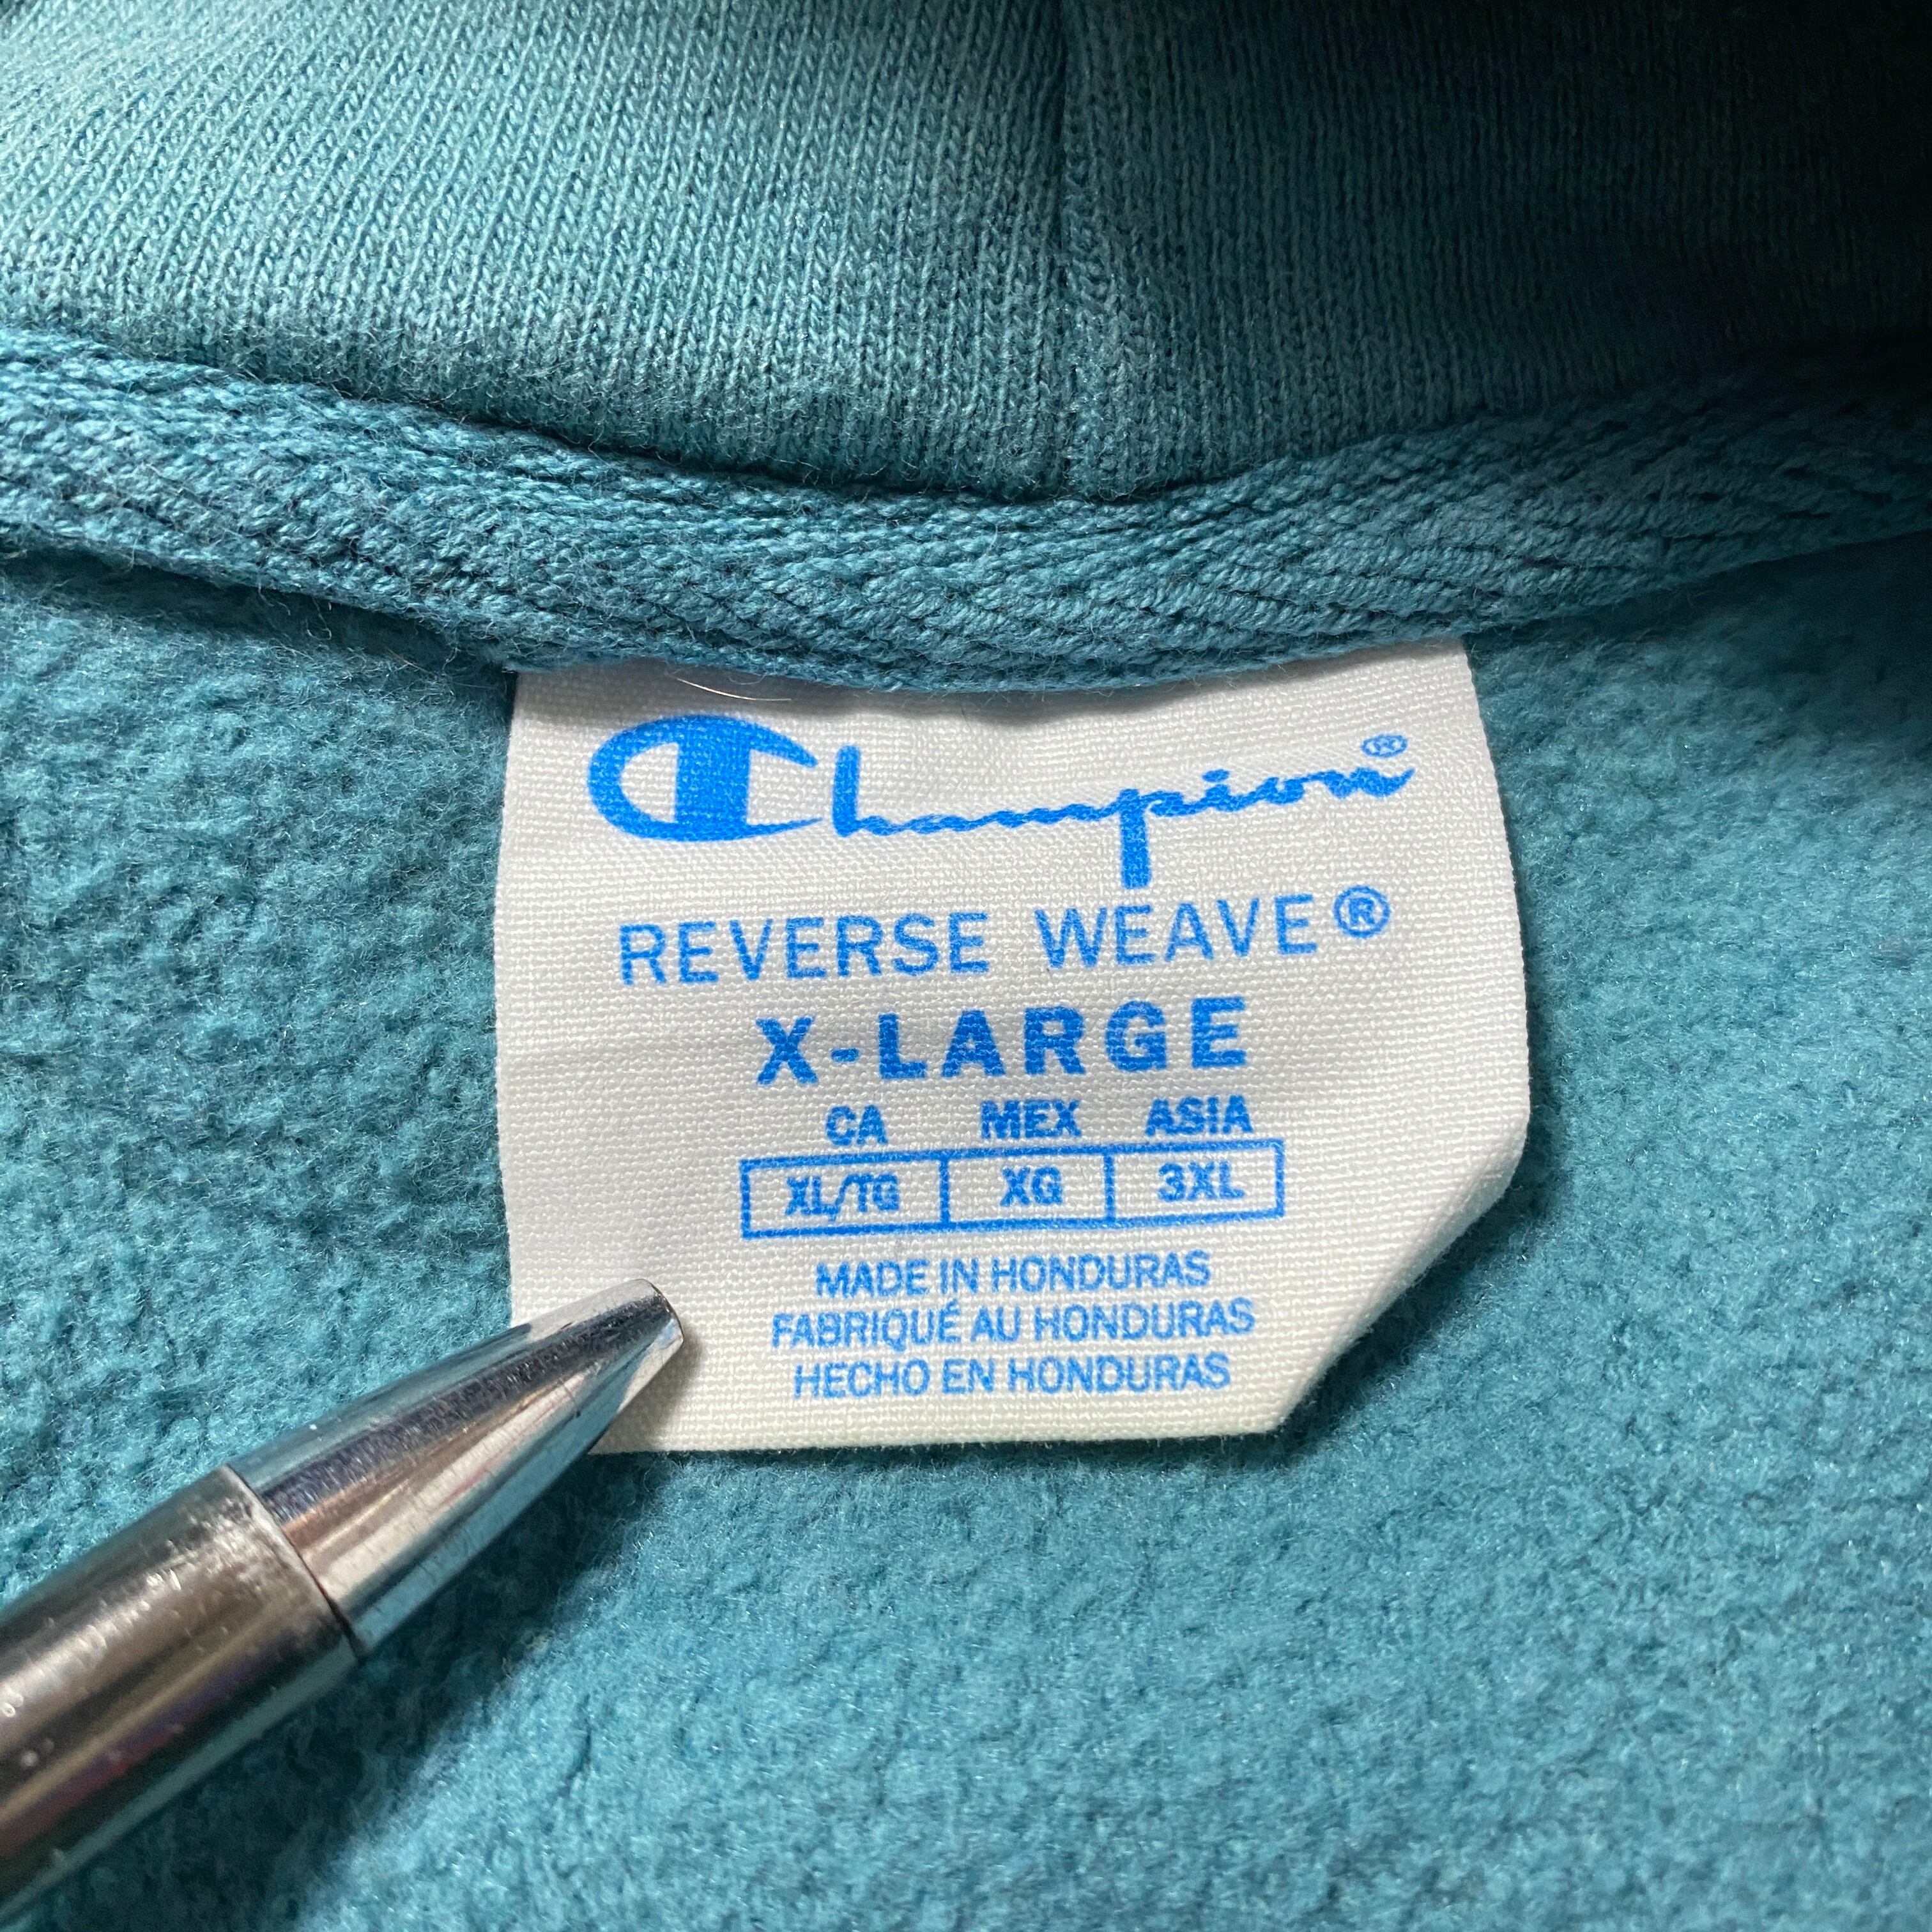 Champion®
REVERSE WEAVE®
X-LARGE
CA MEX ASIA
XL/TG XG 3XL
MADE IN HONDURAS
FABRIQUÉ AU HONDURAS
HECHO EN HONDURAS